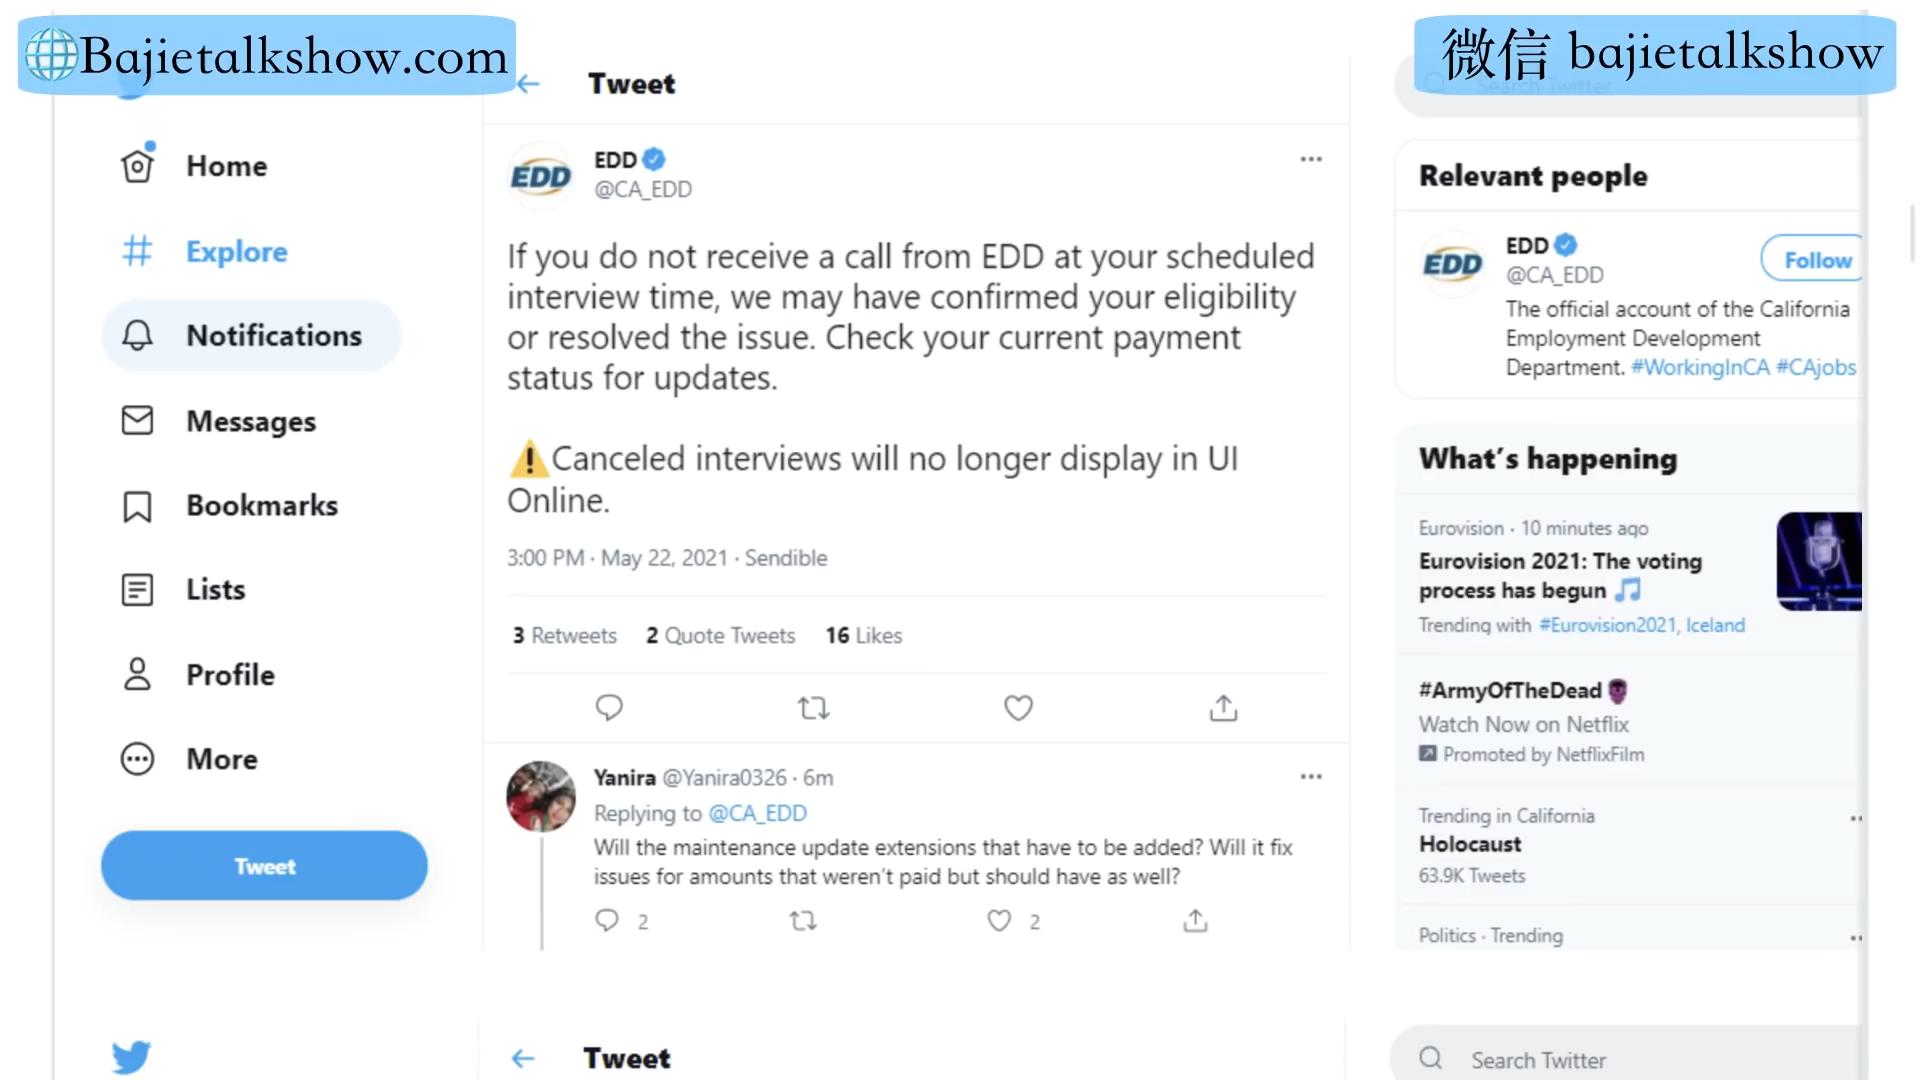 Bajietalkshow.com
微信 bajietalkshow
Home
Explore
Notifications
Messages
Bookmarks
Lists
Profile
More
Tweet
Tweet
EDD
EDD
@CA_EDD
If you do not receive a call from EDD at your scheduled
interview time, we may have confirmed your eligibility
or resolved the issue. Check your current payment
status for updates.
⚠Canceled interviews will no longer display in UI
Online.
3:00 PM · May 22, 2021 · Sendible
3 Retweets 2 Quote Tweets 16 Likes
Yanira @Yanira0326 · 6m
Replying to @CA_EDD
Will the maintenance update extensions that have to be added? Will it fix
issues for amounts that weren't paid but should have as well?
2 2
Search Twitter
Relevant people
EDD
EDD
@CA_EDD
Follow
The official account of the California
Employment Development
Department. #WorkingInCA #CAjobs
What's happening
Eurovision · 10 minutes ago
Eurovision 2021: The voting
process has begun 🎵
Trending with #Eurovision2021, Iceland
#ArmyOfTheDead
Watch Now on Netflix
Promoted by NetflixFilm
Trending in California
Holocaust
63.9K Tweets
Politics · Trending
Tweet
Search Twitter